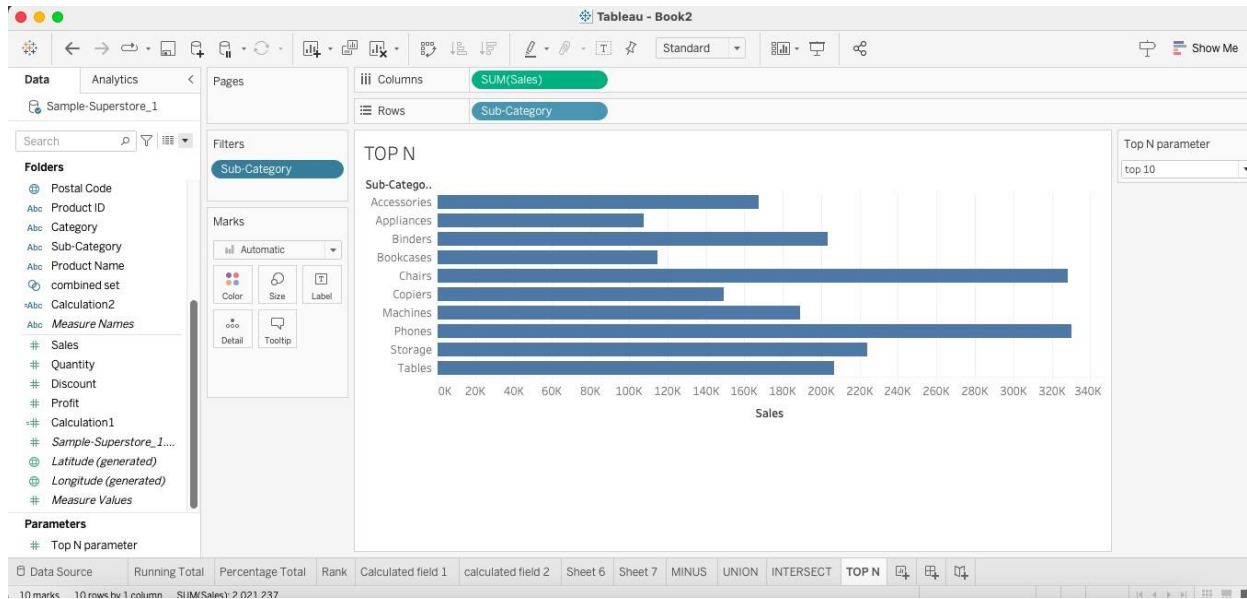 Tableau - Book2
Standard
Show Me
Data Analytics
Sample-Superstore_1
Search
Folders
Postal Code
Abc Product ID
Abc Category
Abc Sub-Category
Abc Product Name
combined set
=Abc Calculation2
Abc Measure Names
# Sales
# Quantity
# Discount
# Profit
=# Calculation1
# Sample-Superstore_1....
Latitude (generated)
Longitude (generated)
# Measure Values
Parameters
# Top N parameter
Pages
Filters
Sub-Category
Marks
Automatic
Color Size Label
Detail Tooltip
Columns SUM(Sales)
Rows Sub-Category
TOP N
Sub-Catego..
Accessories
Appliances
Binders
Bookcases
Chairs
Copiers
Machines
Phones
Storage
Tables
0K 20K 40K 60K 80K 100K 120K 140K 160K 180K 200K 220K 240K 260K 280K 300K 320K 340K
Sales
Top N parameter
top 10
Data Source Running Total Percentage Total Rank Calculated field 1 calculated field 2 Sheet 6 Sheet 7 MINUS UNION INTERSECT TOP N
10 marks 10 rows by 1 column SUM(Sales): 2,021,237